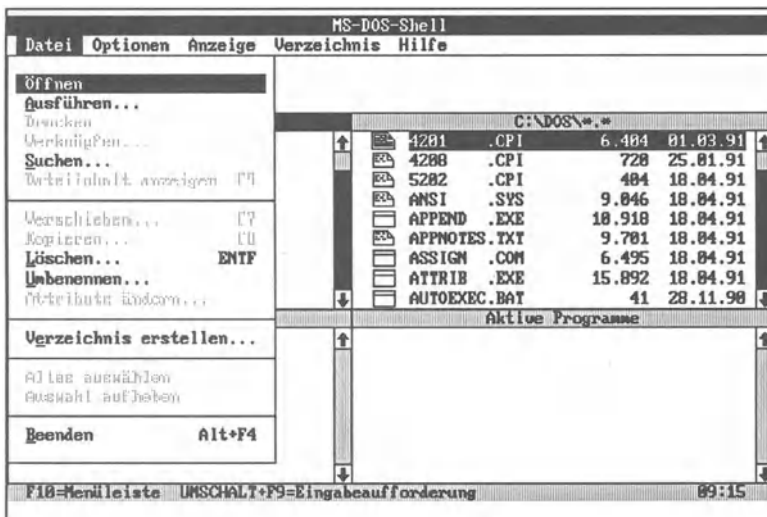 MS-DOS-Shell
Datei Optionen Anzeige Verzeichnis Hilfe
Öffnen
Ausführen...
Drucken
Verknüpfen...
Suchen...
Dateiinhalt anzeigen F9
Verschieben... F7
Kopieren... F8
Löschen... ENTF
Umbenennen...
Attribute ändern...
Verzeichnis erstellen...
Alles auswählen
Auswahl aufheben
Beenden Alt+F4
C:\DOS\*.*
4201 .CPI 6.404 01.03.91
4208 .CPI 720 25.01.91
5202 .CPI 404 18.04.91
ANSI .SYS 9.046 18.04.91
APPEND .EXE 10.918 18.04.91
APPNOTES.TXT 9.701 18.04.91
ASSIGN .COM 6.495 18.04.91
ATTRIB .EXE 15.892 18.04.91
AUTOEXEC.BAT 41 28.11.90
Aktive Programme
F10=Menüleiste UMSCHALT+F9=Eingabeaufforderung 09:15